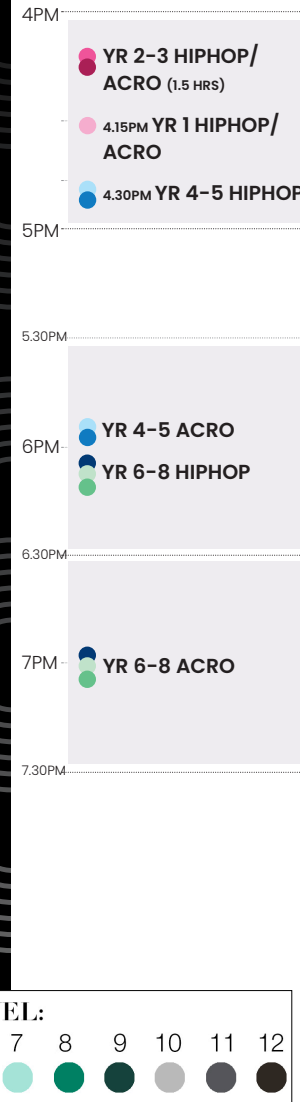 4PM
YR 2-3 HIPHOP/
ACRO (1.5 HRS)
4.15PM YR 1 HIPHOP/
ACRO
4.30PM YR 4-5 HIPHOP
5PM
5.30PM
YR 4-5 ACRO
6PM
YR 6-8 HIPHOP
6.30PM
7PM
YR 6-8 ACRO
7.30PM
EL:
7 8 9 10 11 12